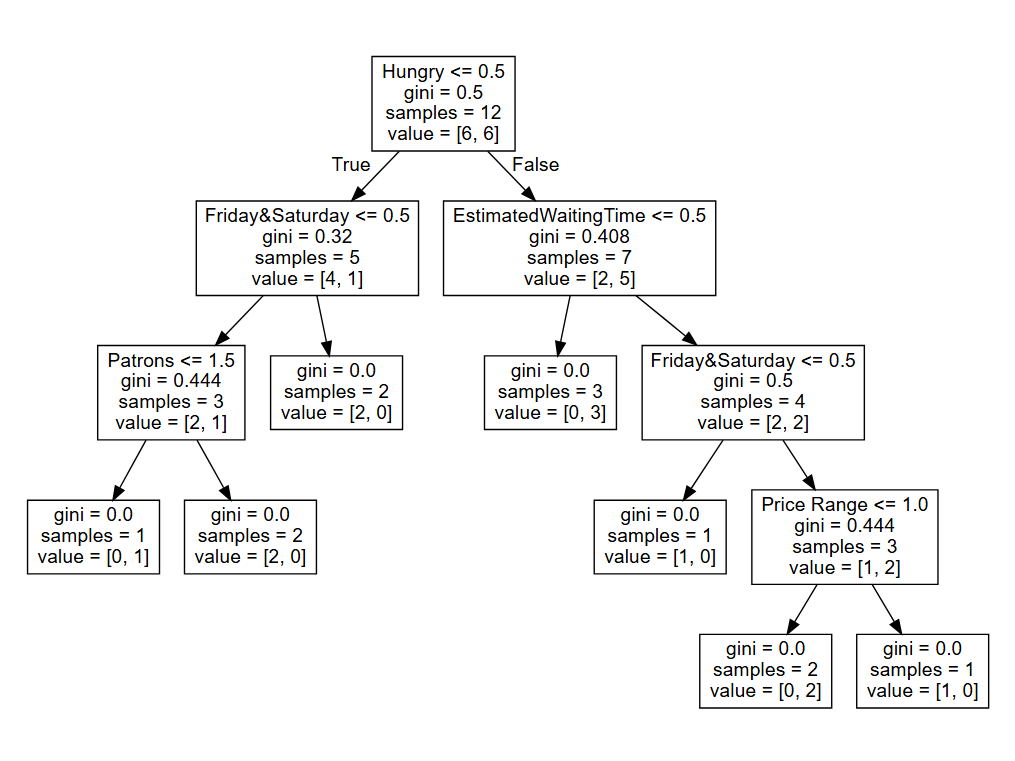 Hungry <= 0.5
gini = 0.5
samples = 12
value = [6, 6]
True
False
Friday&Saturday <= 0.5
gini = 0.32
samples = 5
value = [4, 1]
EstimatedWaitingTime <= 0.5
gini = 0.408
samples = 7
value = [2, 5]
Patrons <= 1.5
gini = 0.444
samples = 3
value = [2, 1]
gini = 0.0
samples = 2
value = [2, 0]
gini = 0.0
samples = 3
value = [0, 3]
Friday&Saturday <= 0.5
gini = 0.5
samples = 4
value = [2, 2]
gini = 0.0
samples = 1
value = [0, 1]
gini = 0.0
samples = 2
value = [2, 0]
gini = 0.0
samples = 1
value = [1, 0]
Price Range <= 1.0
gini = 0.444
samples = 3
value = [1, 2]
gini = 0.0
samples = 2
value = [0, 2]
gini = 0.0
samples = 1
value = [1, 0]